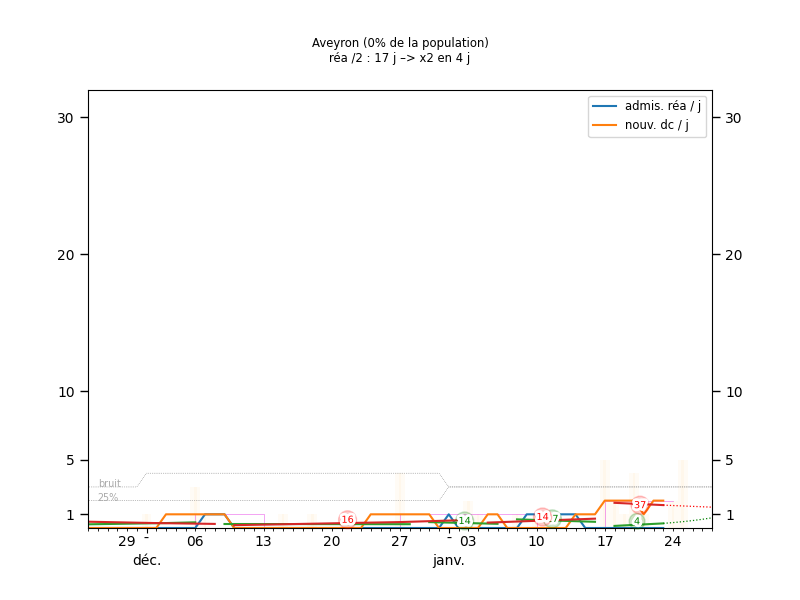 Aveyron (0% de la population)
réa /2 : 17 j –> x2 en 4 j
admis. réa / j
nouv. dc / j
30 30
20 20
10 10
5 5
1 1
bruit
25%
16 14 14 7 37 4
29 06 13 20 27 03 10 17 24
déc. janv.